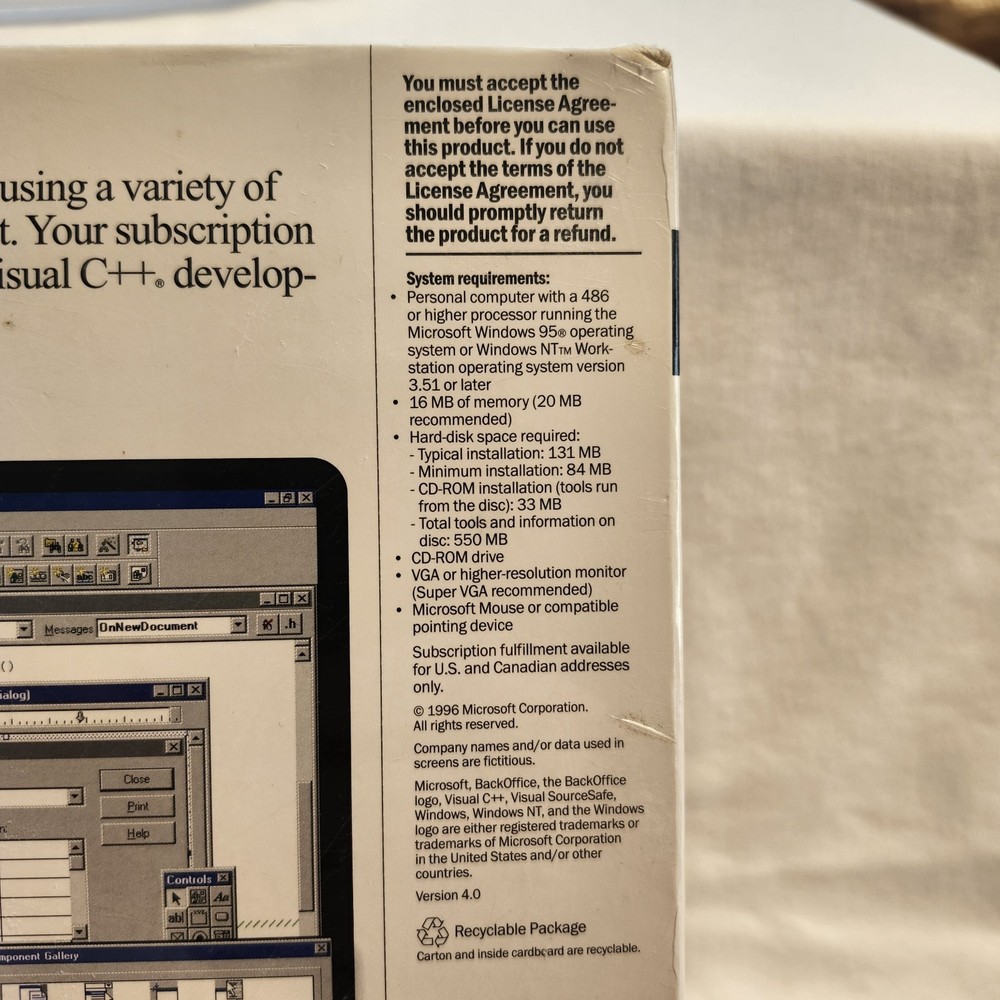 using a variety of
t. Your subscription
isual C++® develop-
You must accept the
enclosed License Agree-
ment before you can use
this product. If you do not
accept the terms of the
License Agreement, you
should promptly return
the product for a refund.
System requirements:
• Personal computer with a 486
or higher processor running the
Microsoft Windows 95® operating
system or Windows NT™ Work-
station operating system version
3.51 or later
• 16 MB of memory (20 MB
recommended)
• Hard-disk space required:
- Typical installation: 131 MB
- Minimum installation: 84 MB
- CD-ROM installation (tools run
from the disc): 33 MB
- Total tools and information on
disc: 550 MB
• CD-ROM drive
• VGA or higher-resolution monitor
(Super VGA recommended)
• Microsoft Mouse or compatible
pointing device
Subscription fulfillment available
for U.S. and Canadian addresses
only.
© 1996 Microsoft Corporation.
All rights reserved.
Company names and/or data used in
screens are fictitious.
Microsoft, BackOffice, the BackOffice
logo, Visual C++, Visual SourceSafe,
Windows, Windows NT, and the Windows
logo are either registered trademarks or
trademarks of Microsoft Corporation
in the United States and/or other
countries.
Version 4.0
Recyclable Package
Carton and inside cardboard are recyclable.
Messages OnNewDocument .h
()
ialog)
Close
Print
Help
n:
Controls
Aa
ab|
mponent Gallery